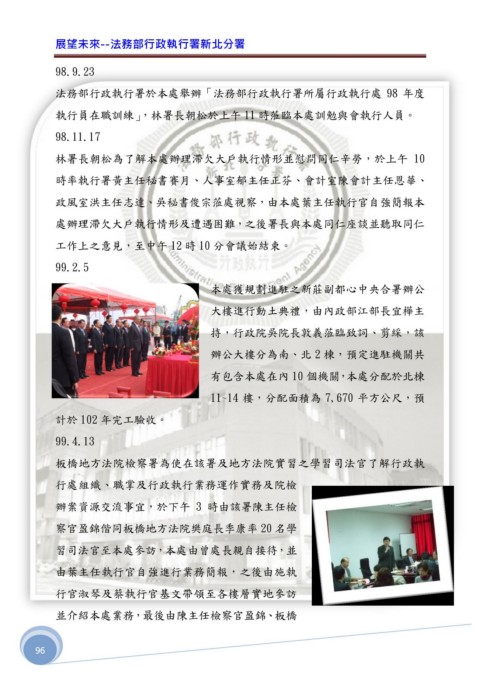 展望未來--法務部行政執行署新北分署
98.9.23
法務部行政執行署於本處舉辦「法務部行政執行署所屬行政執行處 98 年度
執行員在職訓練」，林署長朝松於上午 11 時蒞臨本處訓勉與會執行人員。
98.11.17
林署長朝松為了解本處辦理滯欠大戶執行情形並慰問同仁辛勞，於上午 10
時率執行署黃主任秘書賽月、人事室郁主任正芬、會計室陳會計主任恩華、
政風室洪主任志達、吳秘書俊宗蒞處視察，由本處葉主任執行官自強簡報本
處辦理滯欠大戶執行情形及遭遇困難，之後署長與本處同仁座談並聽取同仁
工作上之意見，至中午 12 時 10 分會議始結束。
99.2.5
本處獲規劃進駐之新莊副都心中央合署辦公
大樓進行動土典禮，由內政部江部長宜樺主
持，行政院吳院長敦義蒞臨致詞、剪綵，該
辦公大樓分為南、北 2 棟，預定進駐機關共
有包含本處在內 10 個機關，本處分配於北棟
11-14 樓，分配面積為 7,670 平方公尺，預
計於 102 年完工驗收。
99.4.13
板橋地方法院檢察署為使在該署及地方法院實習之學習司法官了解行政執
行處組織、職掌及行政執行業務運作實務及院檢
辦案資源交流事宜，於下午 3 時由該署陳主任檢
察官盈錦偕同板橋地方法院樊庭長季康率 20 名學
習司法官至本處參訪，本處由曾處長親自接待，並
由葉主任執行官自強進行業務簡報，之後由施執
行官淑琴及蔡執行官基文帶領至各樓層實地參訪
並介紹本處業務，最後由陳主任檢察官盈錦、板橋
96